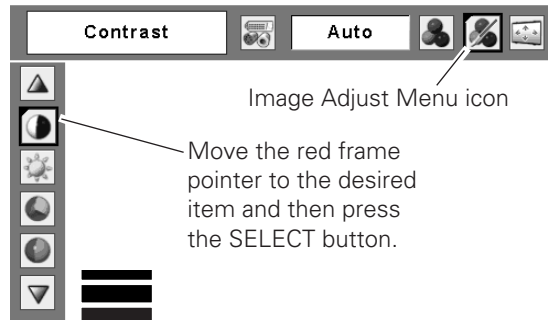 Contrast Auto
Image Adjust Menu icon
Move the red frame
pointer to the desired
item and then press
the SELECT button.